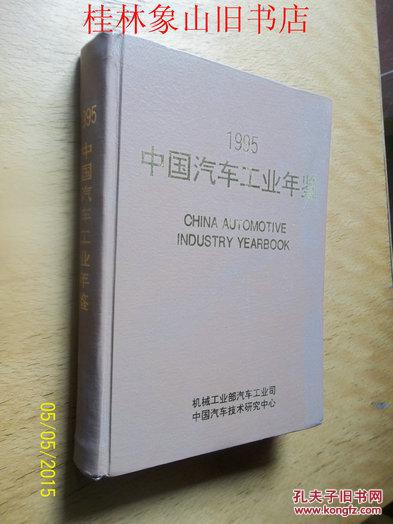 桂林象山旧书店
1995
中国汽车工业年鉴
CHINA AUTOMOTIVE
INDUSTRY YEARBOOK
机械工业部汽车工业司
中国汽车技术研究中心
1995
中国汽车工业年鉴
05/05/2015
孔夫子旧书网
www.kongfz.com